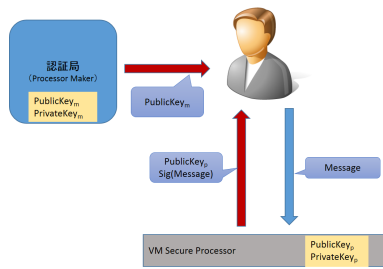 認証局
(Processor Maker)
PublicKeym
PrivateKeym
PublicKeym
PublicKeyp
Sig(Message)
Message
VM Secure Processor
PublicKeyp
PrivateKeyp